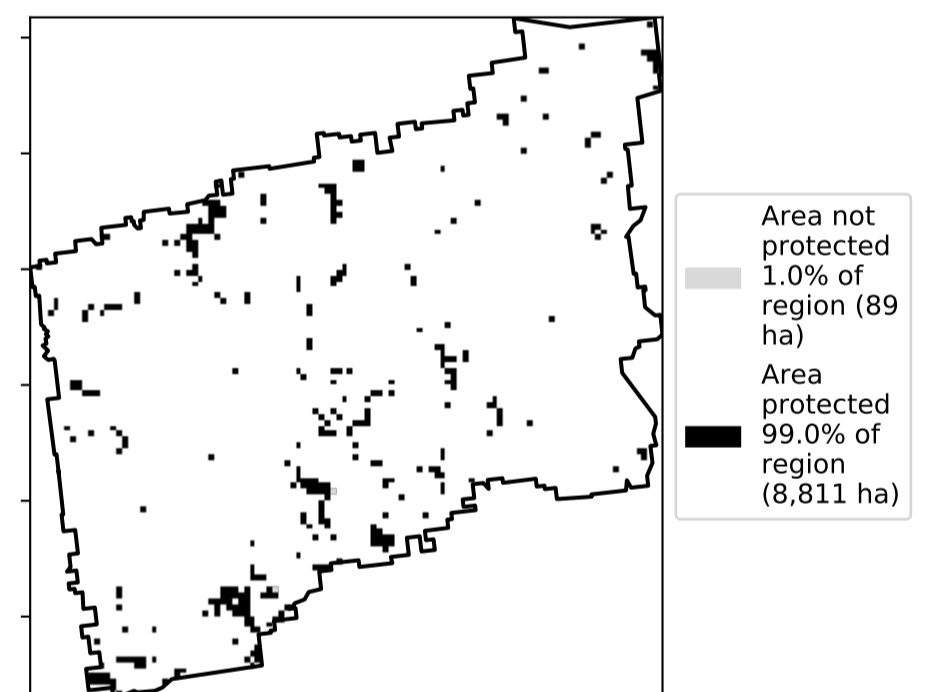 Area not
protected
1.0% of
region (89
ha)
Area
protected
99.0% of
region
(8,811 ha)